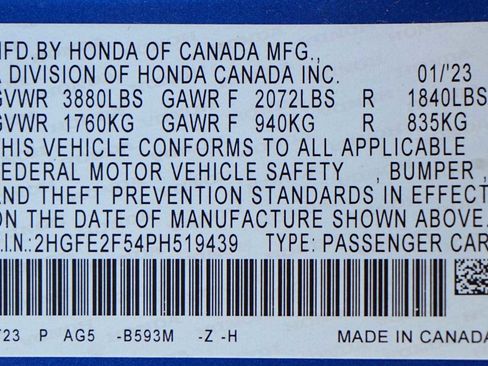 MFD.BY HONDA OF CANADA MFG.,
A DIVISION OF HONDA CANADA INC. 01/'23
GVWR 3880LBS GAWR F 2072LBS R 1840LBS
GVWR 1760KG GAWR F 940KG R 835KG
THIS VEHICLE CONFORMS TO ALL APPLICABLE
FEDERAL MOTOR VEHICLE SAFETY , BUMPER ,
AND THEFT PREVENTION STANDARDS IN EFFECT
ON THE DATE OF MANUFACTURE SHOWN ABOVE.
V.I.N.:2HGFE2F54PH519439 TYPE: PASSENGER CAR
'23 P AG5 -B593M -Z -H MADE IN CANADA